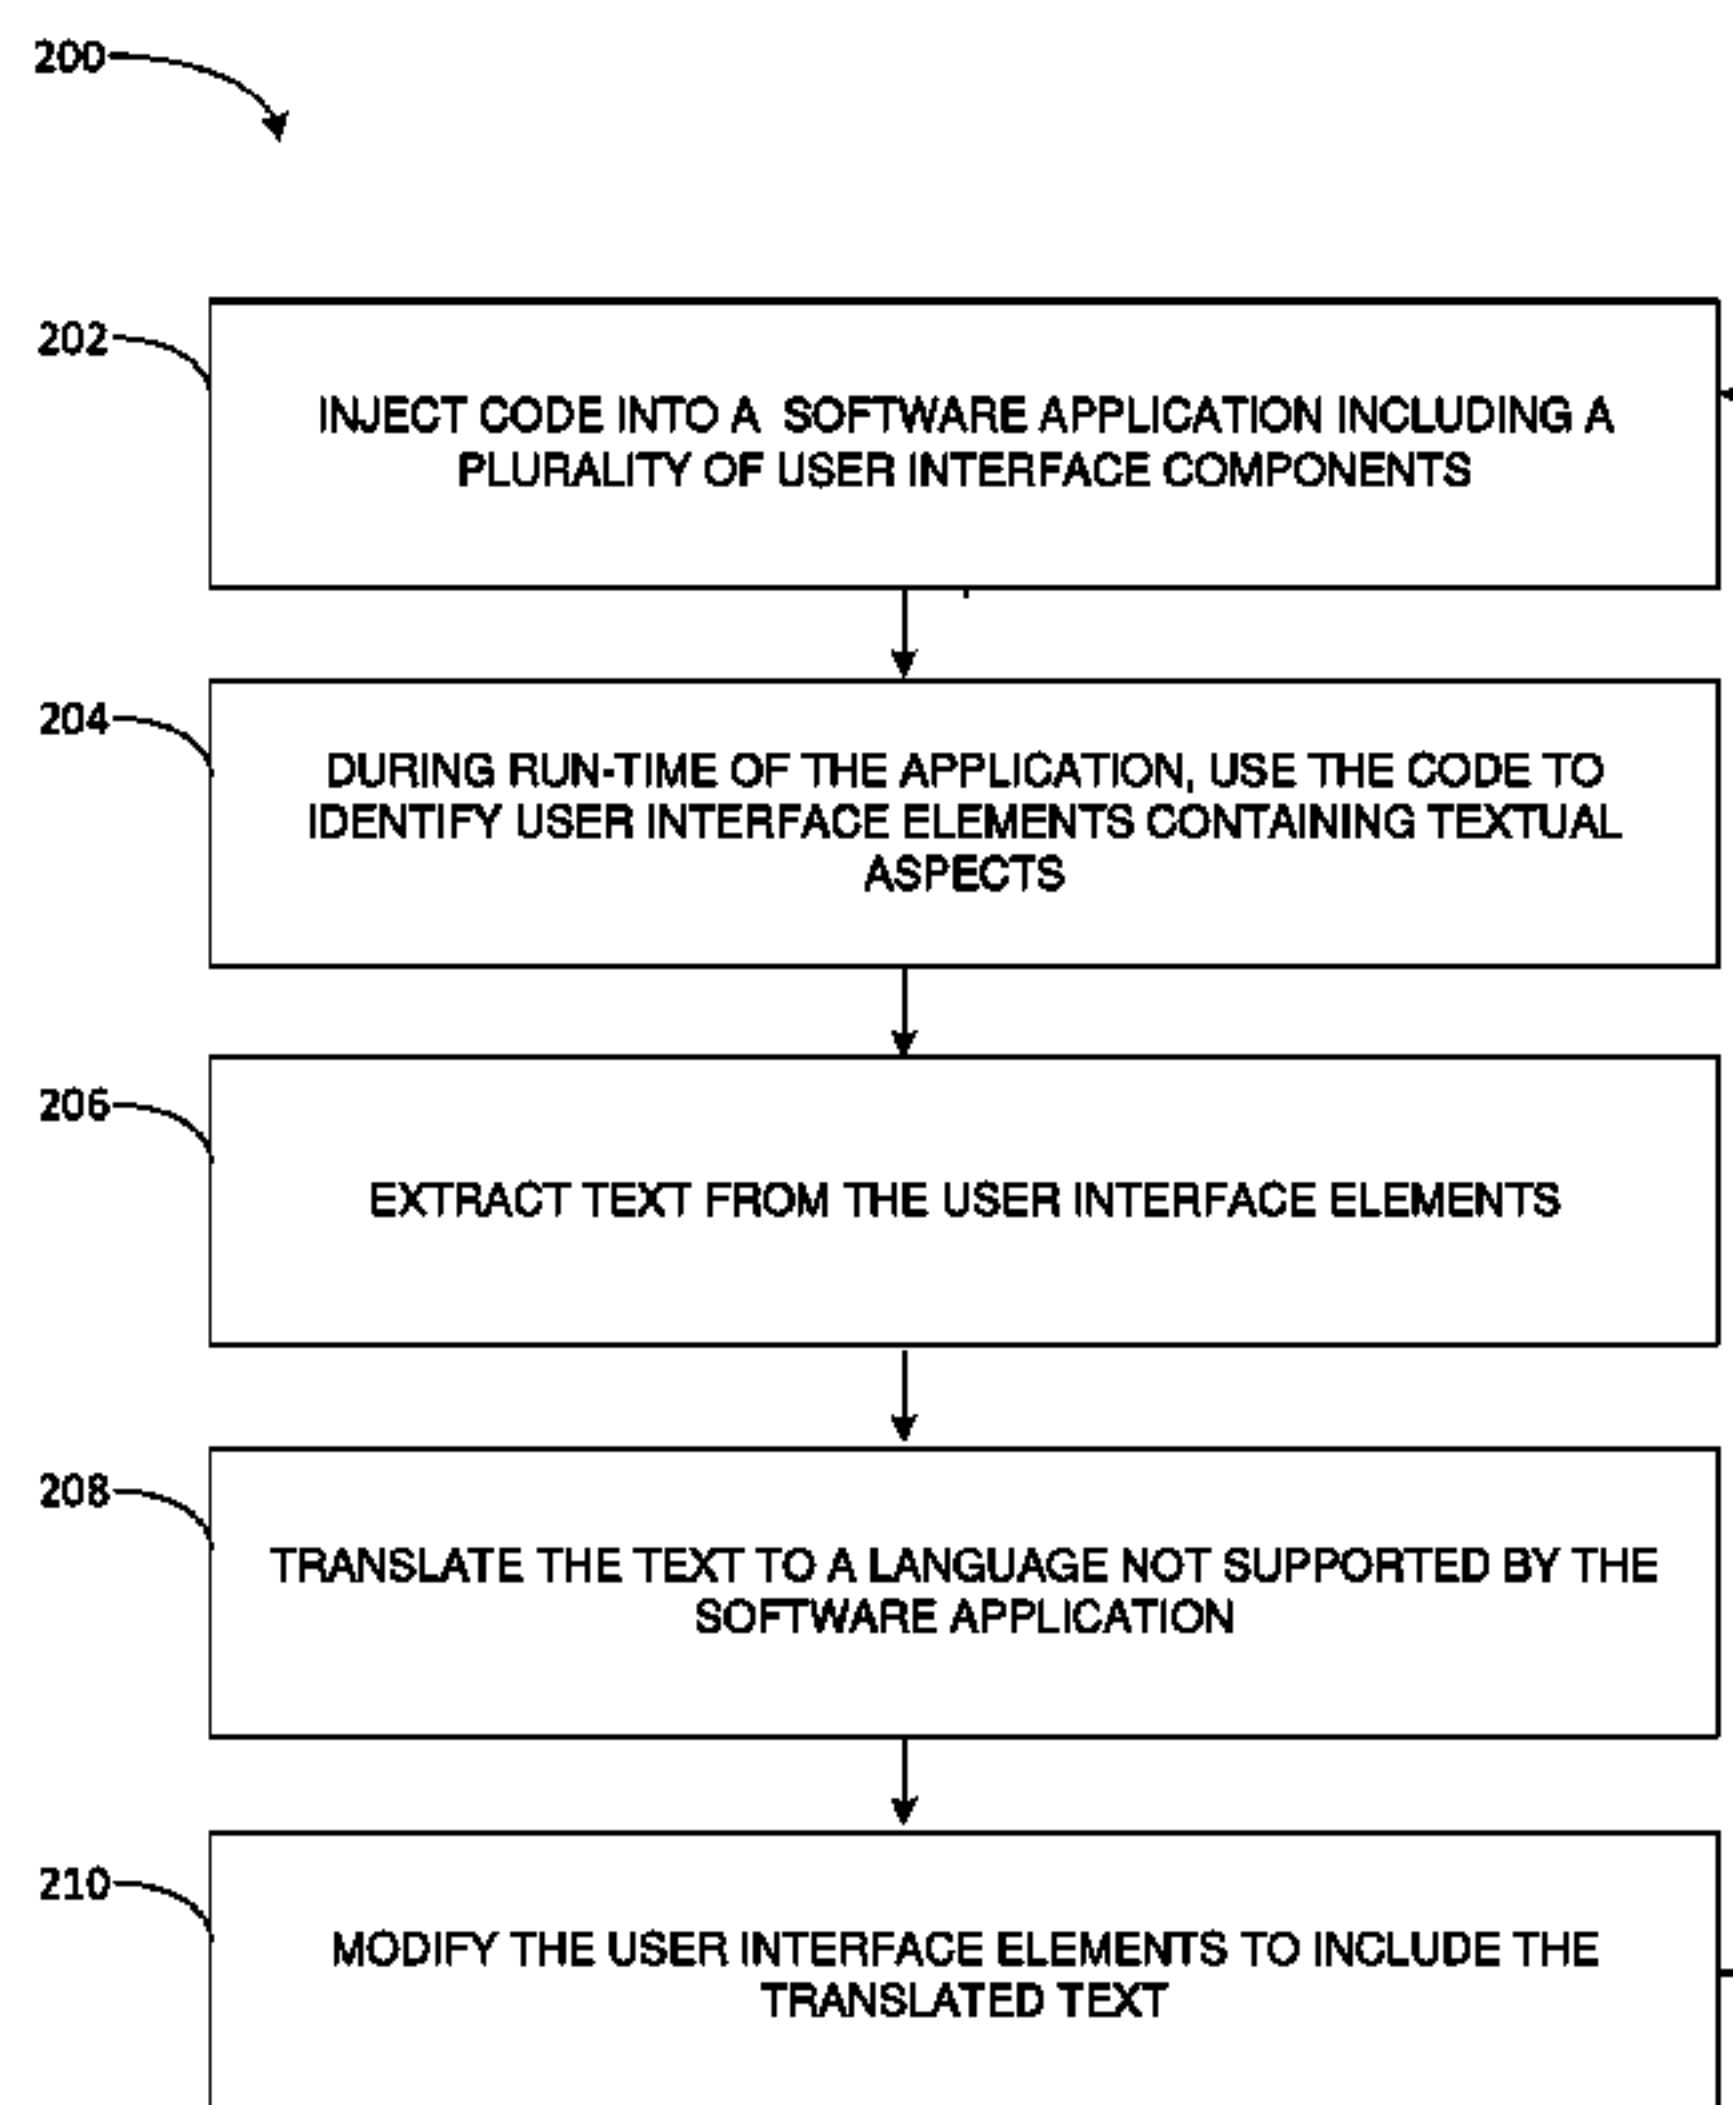 200
202
INJECT CODE INTO A SOFTWARE APPLICATION INCLUDING A
PLURALITY OF USER INTERFACE COMPONENTS
204
DURING RUN-TIME OF THE APPLICATION, USE THE CODE TO
IDENTIFY USER INTERFACE ELEMENTS CONTAINING TEXTUAL
ASPECTS
206
EXTRACT TEXT FROM THE USER INTERFACE ELEMENTS
208
TRANSLATE THE TEXT TO A LANGUAGE NOT SUPPORTED BY THE
SOFTWARE APPLICATION
210
MODIFY THE USER INTERFACE ELEMENTS TO INCLUDE THE
TRANSLATED TEXT